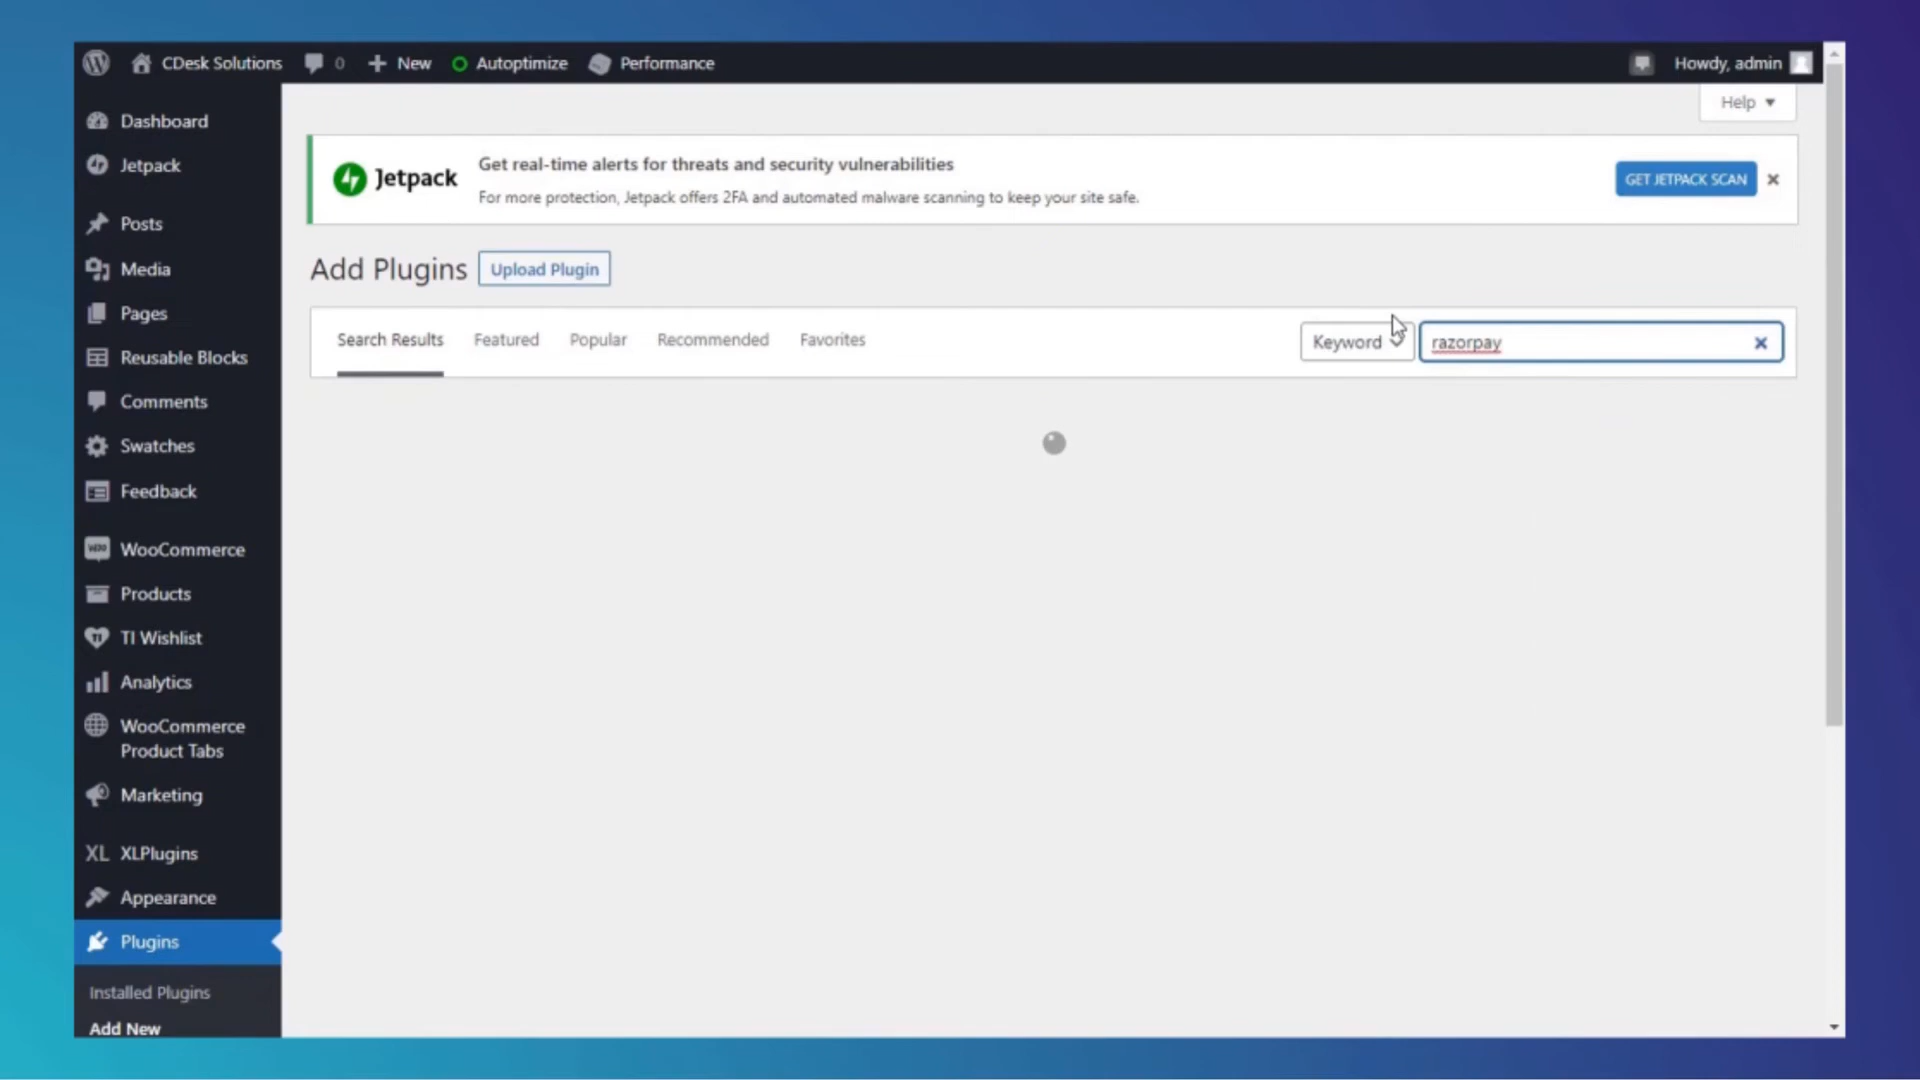 CDesk Solutions 0 New Autoptimize Performance Howdy, admin
Help
Dashboard
Jetpack
Posts
Media
Pages
Reusable Blocks
Comments
Swatches
Feedback
WooCommerce
Products
TI Wishlist
Analytics
WooCommerce
Product Tabs
Marketing
XL XLPlugins
Appearance
Plugins
Installed Plugins
Add New
Jetpack
Get real-time alerts for threats and security vulnerabilities
For more protection, Jetpack offers 2FA and automated malware scanning to keep your site safe.
GET JETPACK SCAN
Add Plugins Upload Plugin
Search Results Featured Popular Recommended Favorites Keyword razorpay